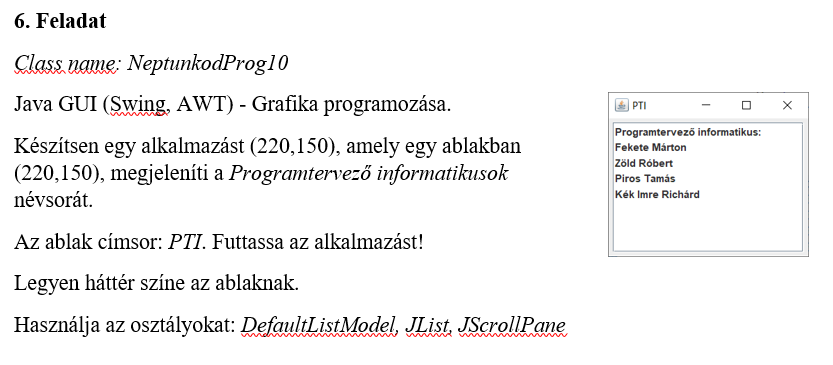 6. Feladat
Class name: NeptunkodProg10
Java GUI (Swing, AWT) - Grafika programozása.
Készítsen egy alkalmazást (220,150), amely egy ablakban
(220,150), megjeleníti a Programtervező informatikusok
névsorát.
Az ablak címsor: PTI. Futtassa az alkalmazást!
Legyen háttér színe az ablaknak.
Használja az osztályokat: DefaultListModel, JList, JScrollPane
PTI
Programtervező informatikus:
Fekete Márton
Zöld Róbert
Piros Tamás
Kék Imre Richárd